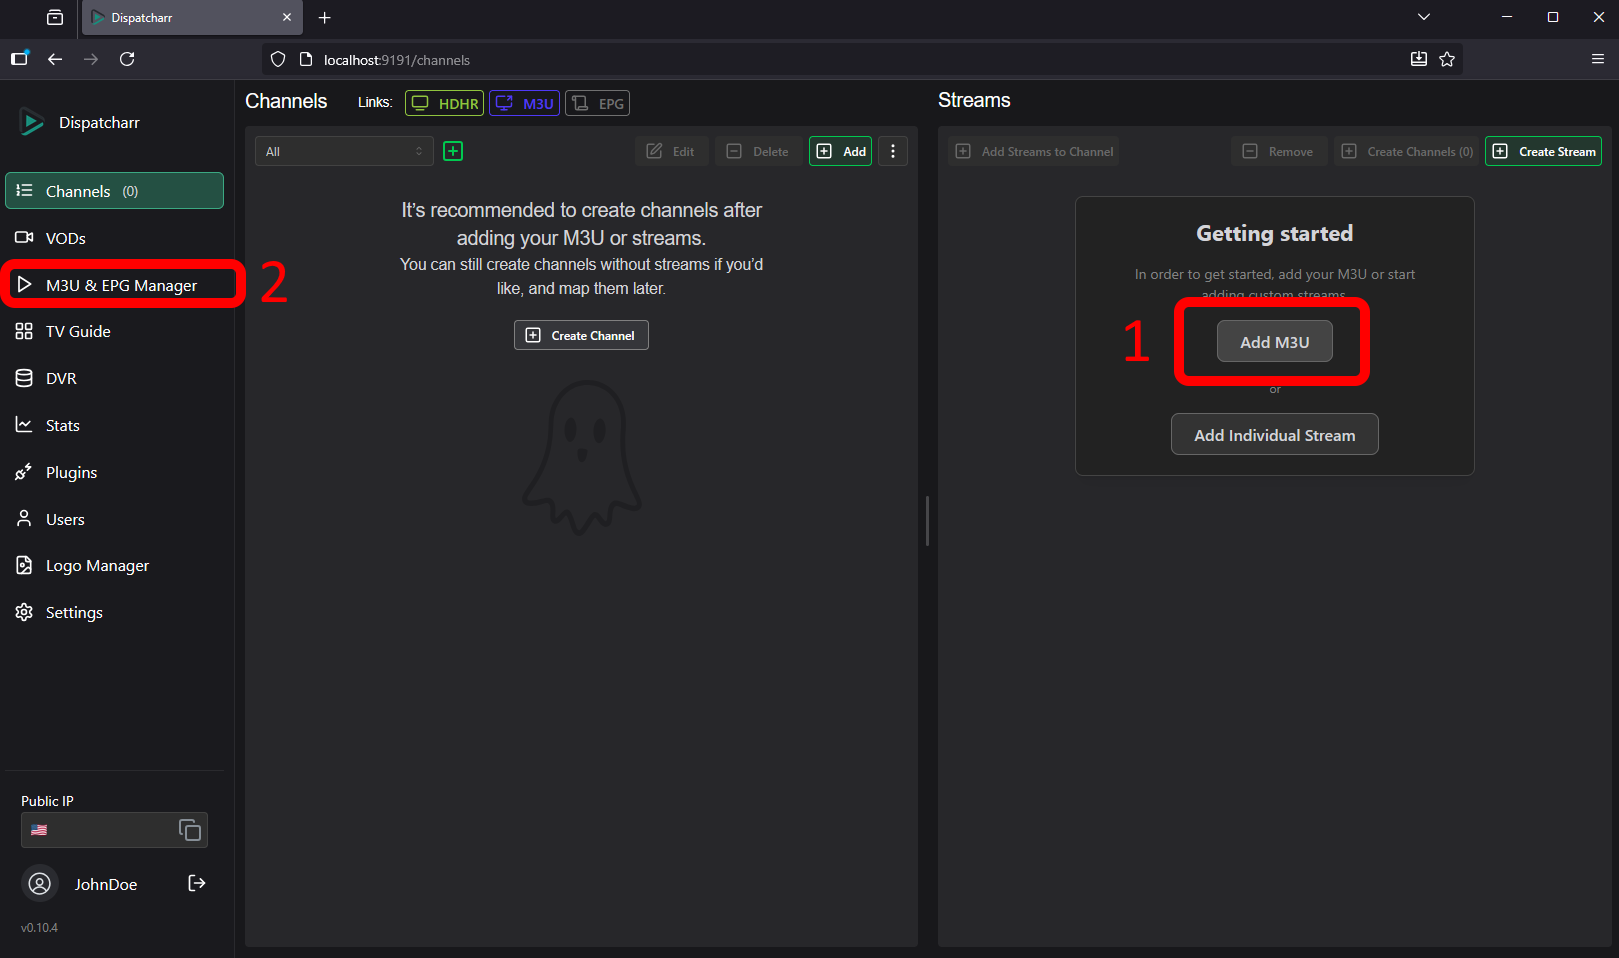 Dispatcharr
localhost:9191/channels
Dispatcharr
Channels (0)
VODs
M3U & EPG Manager
2
TV Guide
DVR
Stats
Plugins
Users
Logo Manager
Settings
Public IP
JohnDoe
v0.10.4
Channels
Links:
HDHR
M3U
EPG
All
Edit
Delete
Add
It’s recommended to create channels after
adding your M3U or streams.
You can still create channels without streams if you’d
like, and map them later.
Create Channel
Streams
Add Streams to Channel
Remove
Create Channels (0)
Create Stream
Getting started
In order to get started, add your M3U or start
adding custom streams.
1
Add M3U
or
Add Individual Stream